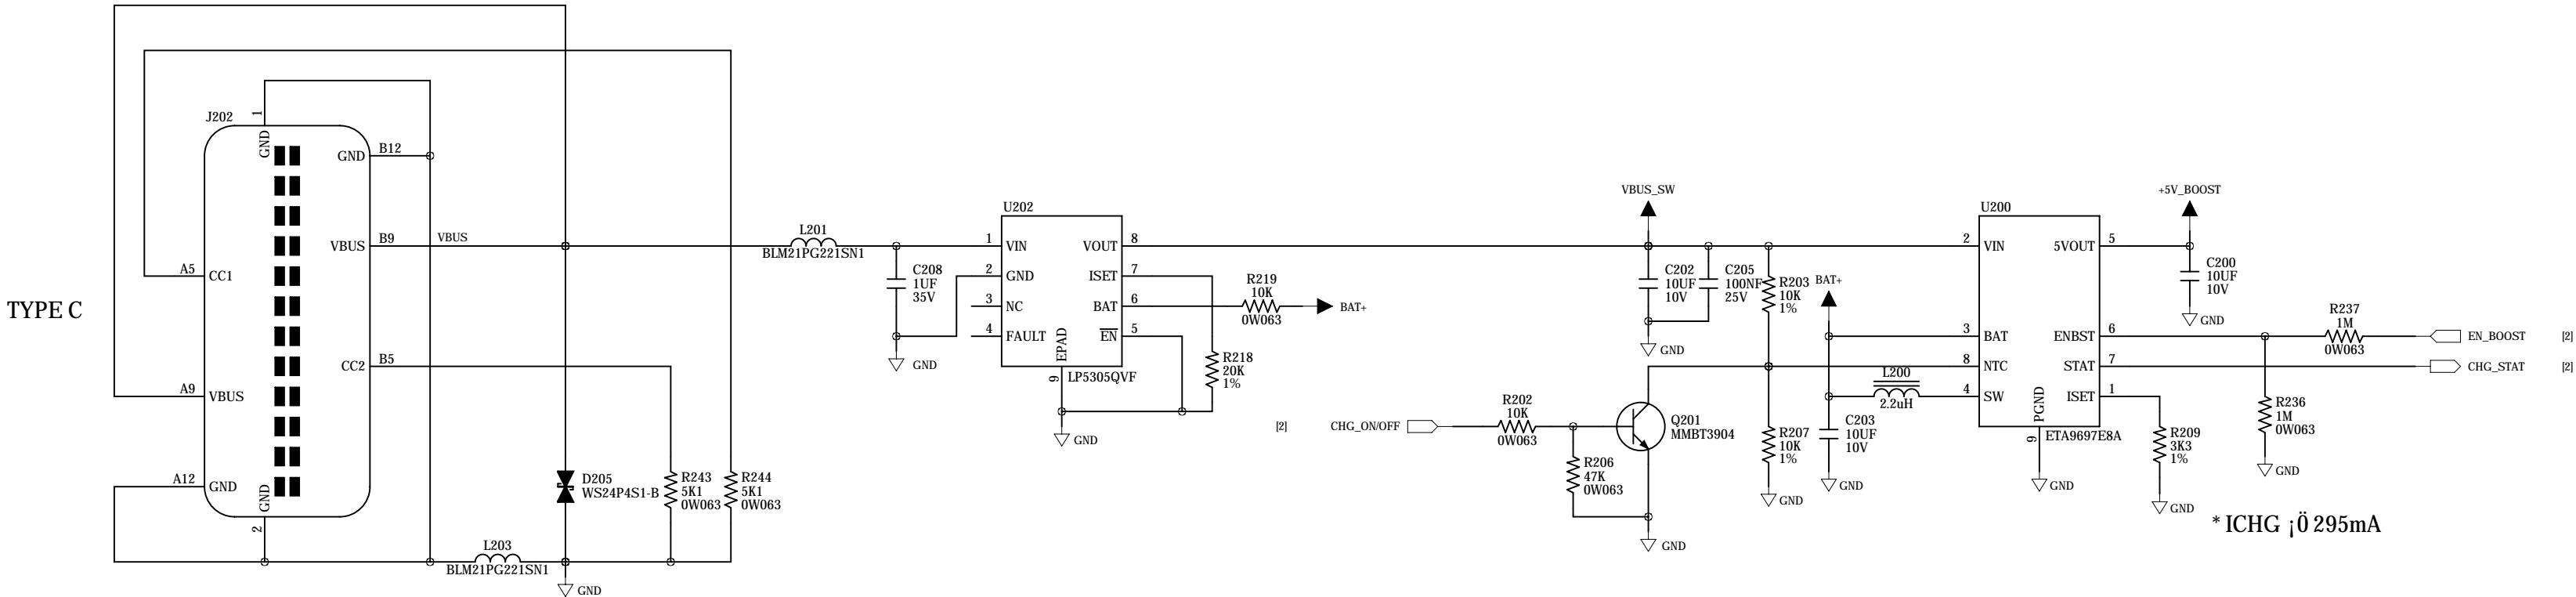 TYPE C
J202
1
GND
GND
B12
VBUS
B9
VBUS
A5
CC1
CC2
B5
A9
VBUS
A12
GND
GND
2
L203
BLM21PG221SN1
D205
WS24P4S1-B
GND
R243
5K1
0W063
R244
5K1
0W063
L201
BLM21PG221SN1
C208
1UF
35V
GND
U202
1
VIN
2
GND
3
NC
4
FAULT
VOUT
8
ISET
7
BAT
6
EN
5
EPAD
9
LP5305QVF
GND
R218
20K
1%
R219
10K
0W063
BAT+
[2]
CHG_ON/OFF
R202
10K
0W063
R206
47K
0W063
Q201
MMBT3904
GND
VBUS_SW
C202
10UF
10V
GND
C205
100NF
25V
R203
10K
1%
R207
10K
1%
GND
BAT+
C203
10UF
10V
GND
L200
2.2uH
U200
2
VIN
3
BAT
8
NTC
4
SW
5VOUT
5
ENBST
6
STAT
7
ISET
1
PGND
9
ETA9697E8A
GND
+5V_BOOST
C200
10UF
10V
GND
R237
1M
0W063
EN_BOOST
[2]
CHG_STAT
[2]
R236
1M
0W063
GND
R209
3K3
1%
GND
* ICHG ¡Ö 295mA